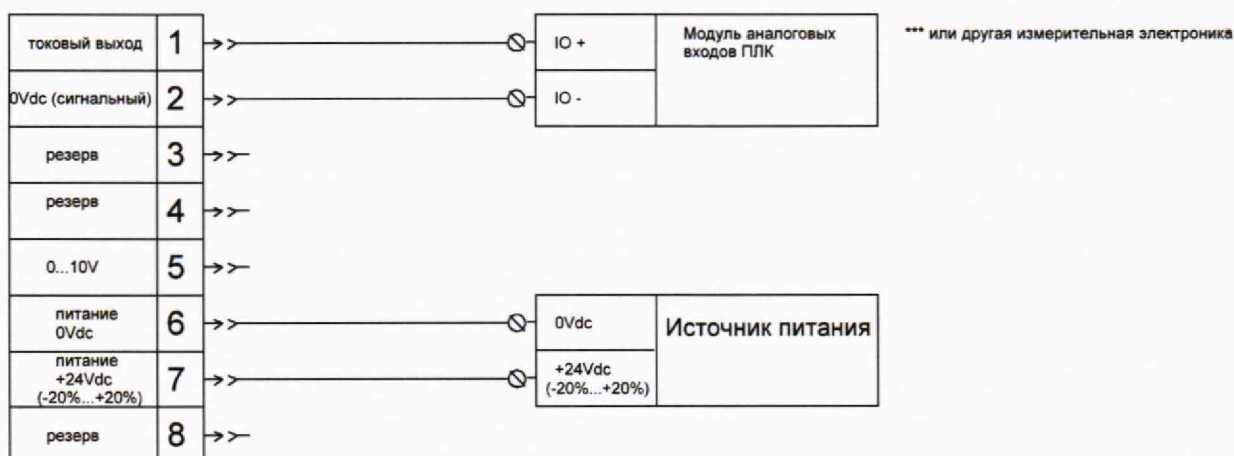 токовый выход 1
IO +
Модуль аналоговых
входов ПЛК
*** или другая измерительная электроника
0Vdc (сигнальный) 2
IO -
резерв 3
резерв 4
0...10V 5
питание
0Vdc
6
0Vdc
Источник питания
питание
+24Vdc
(-20%...+20%)
7
+24Vdc
(-20%...+20%)
резерв 8